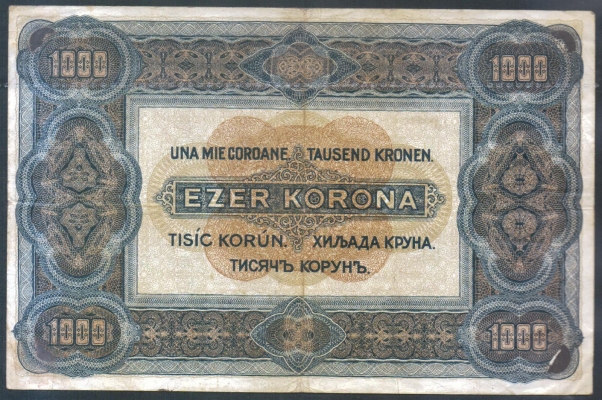 1000 1000
UNA MIE COROANE. TAUSEND KRONEN.
EZER KORONA
TISÍC KORÚN. ХИЉАДА КРУНА.
ТИСЯЧЪ КОРУНЪ.
1000 1000